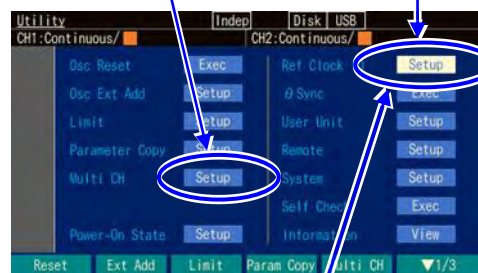 Utility Indep Disk USB
CH1:Continuous/ CH2:Continuous/
Osc Reset Exec Ref Clock Setup
Osc Ext Add Setup θ Sync Exec
Limit Setup User Unit Setup
Parameter Copy Setup Remote Setup
Multi CH Setup System Setup
Self Check Exec
Power-On State Setup Information View
Reset Ext Add Limit Param Copy Multi CH ▼1/3